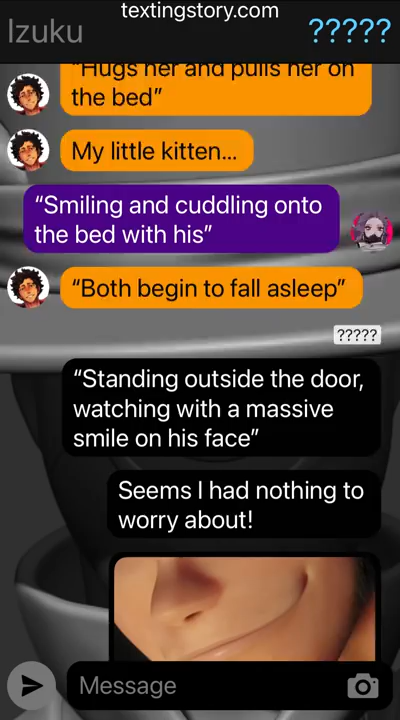 textingstory.com
Izuku
?????
"Hugs her and pulls her on
the bed"
My little kitten...
"Smiling and cuddling onto
the bed with his"
"Both begin to fall asleep"
?????
"Standing outside the door,
watching with a massive
smile on his face"
Seems I had nothing to
worry about!
Message